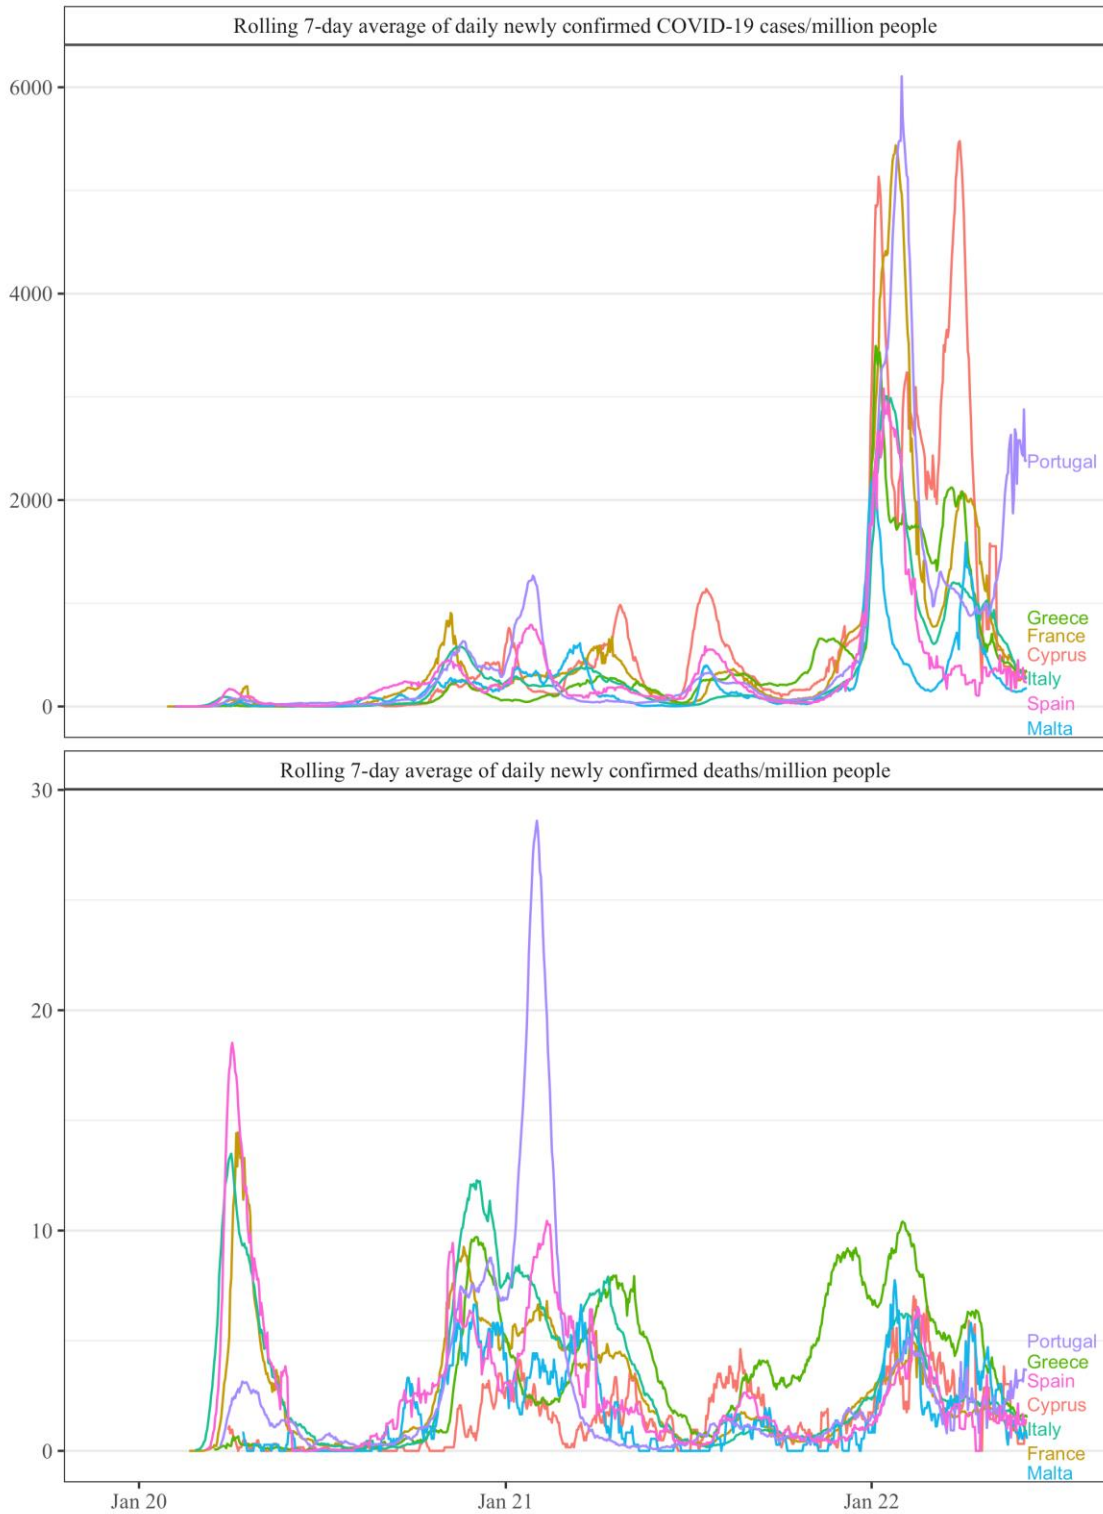 Rolling 7-day average of daily newly confirmed COVID-19 cases/million people
6000
4000
2000
0
Portugal
Greece
France
Cyprus
Italy
Spain
Malta
Rolling 7-day average of daily newly confirmed deaths/million people
30
20
10
0
Portugal
Greece
Spain
Cyprus
Italy
France
Malta
Jan 20 Jan 21 Jan 22